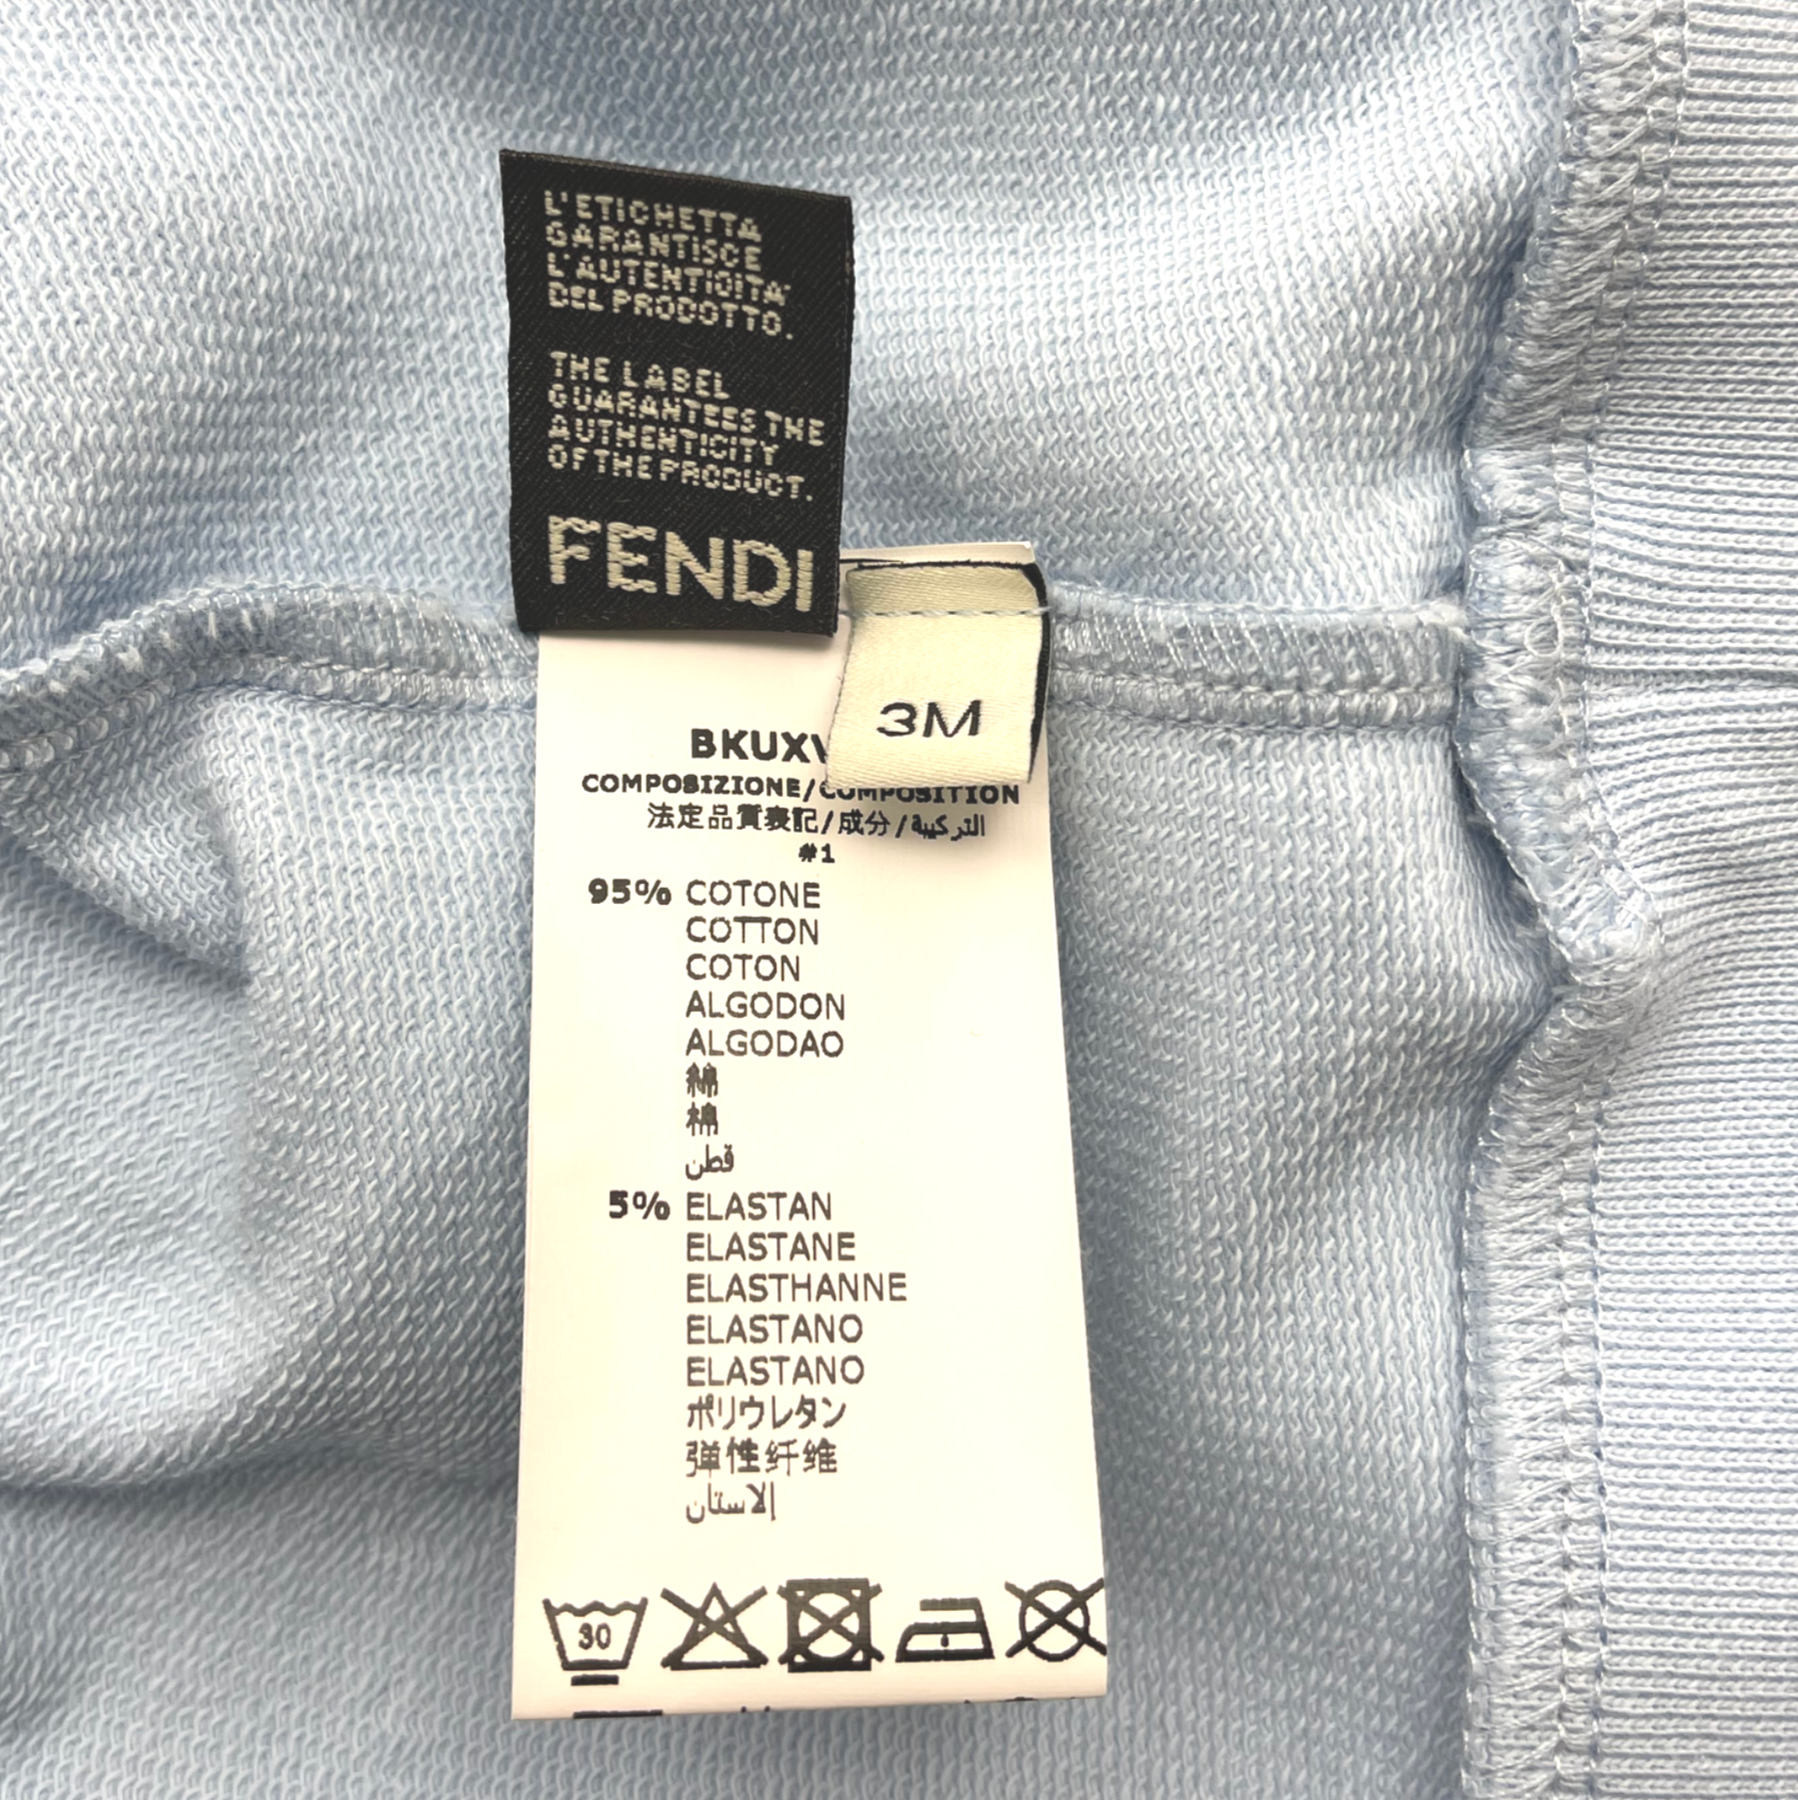 L'ETICHETTA
GARANTISCE
L'AUTENTICITA'
DEL PRODOTTO.
THE LABEL
GUARANTEES THE
AUTHENTICITY
OF THE PRODUCT.
FENDI
3M
BKUXV
COMPOSIZIONE/COMPOSITION
法定品質表記/成分/التركيبة
#1
95% COTONE
COTTON
COTON
ALGODON
ALGODAO
綿
棉
قطن
5% ELASTAN
ELASTANE
ELASTHANNE
ELASTANO
ELASTANO
ポリウレタン
弹性纤维
الاستان
30